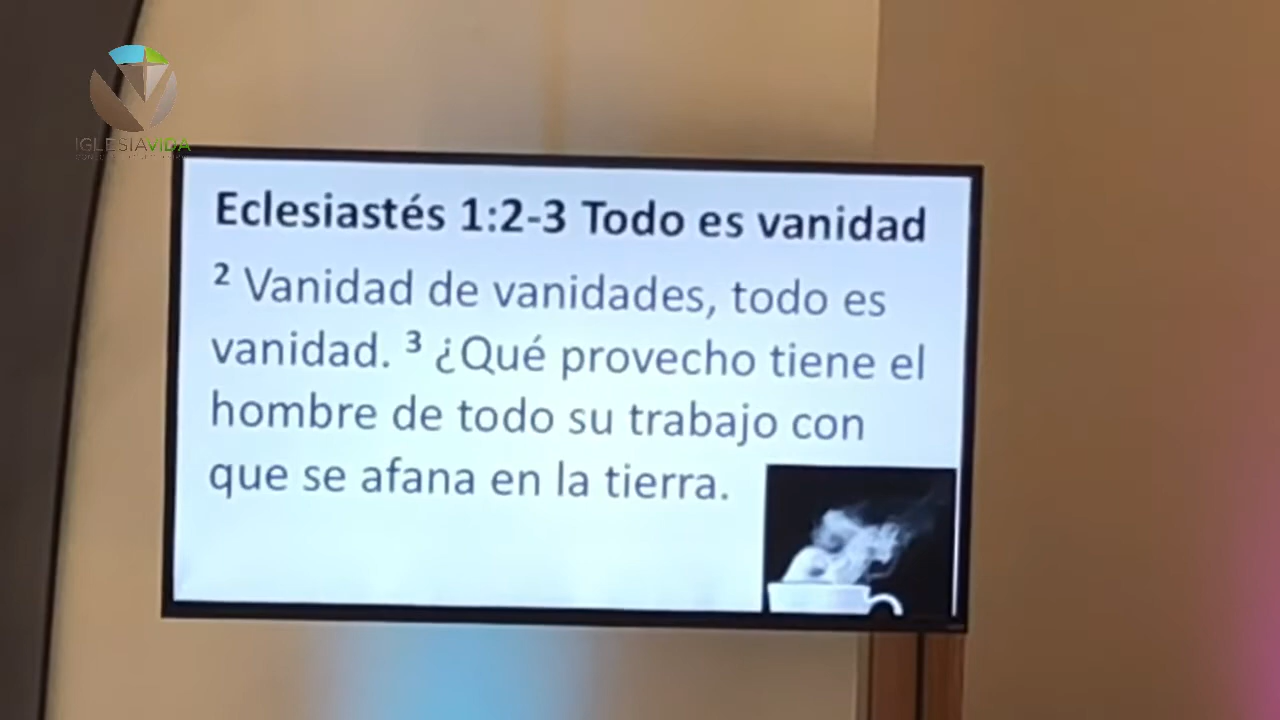 IGLESIAVIDA
Eclesiastés 1:2-3 Todo es vanidad
² Vanidad de vanidades, todo es
vanidad. ³ ¿Qué provecho tiene el
hombre de todo su trabajo con
que se afana en la tierra.